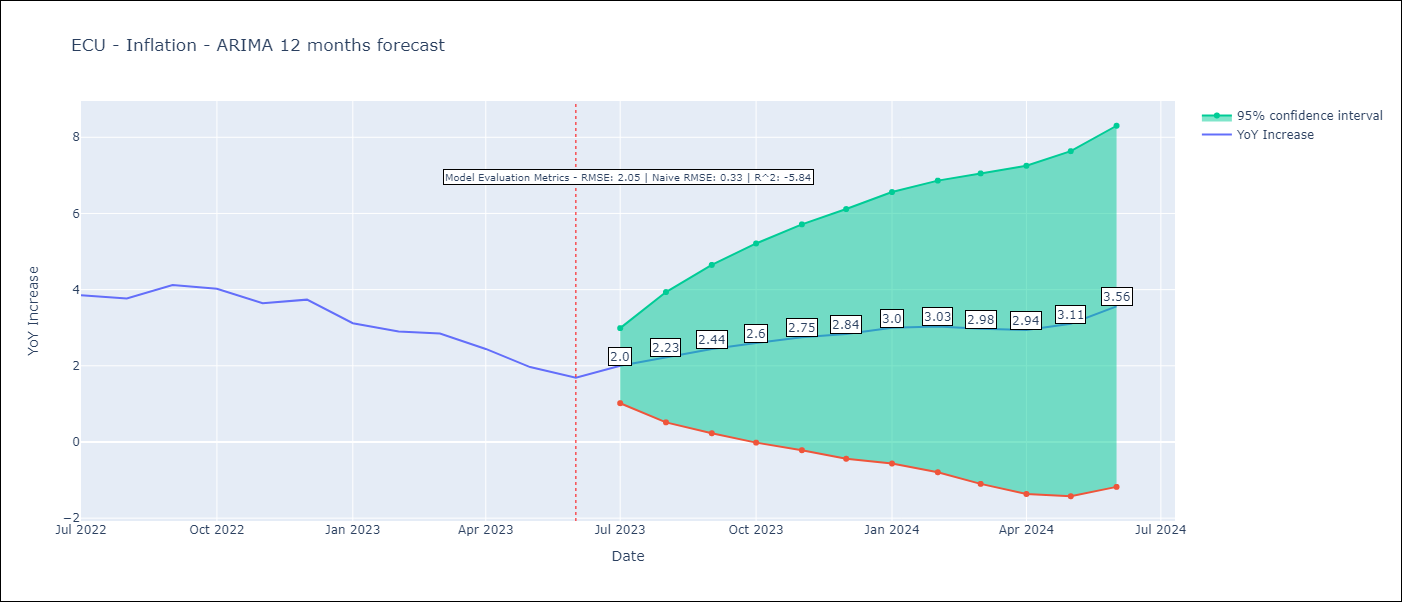 ECU - Inflation - ARIMA 12 months forecast
95% confidence interval
YoY Increase
Model Evaluation Metrics - RMSE: 2.05 | Naive RMSE: 0.33 | R^2: -5.84
YoY Increase
8
6
4
2
0
−2
2.0
2.23
2.44
2.6
2.75
2.84
3.0
3.03
2.98
2.94
3.11
3.56
Jul 2022
Oct 2022
Jan 2023
Apr 2023
Jul 2023
Oct 2023
Jan 2024
Apr 2024
Jul 2024
Date